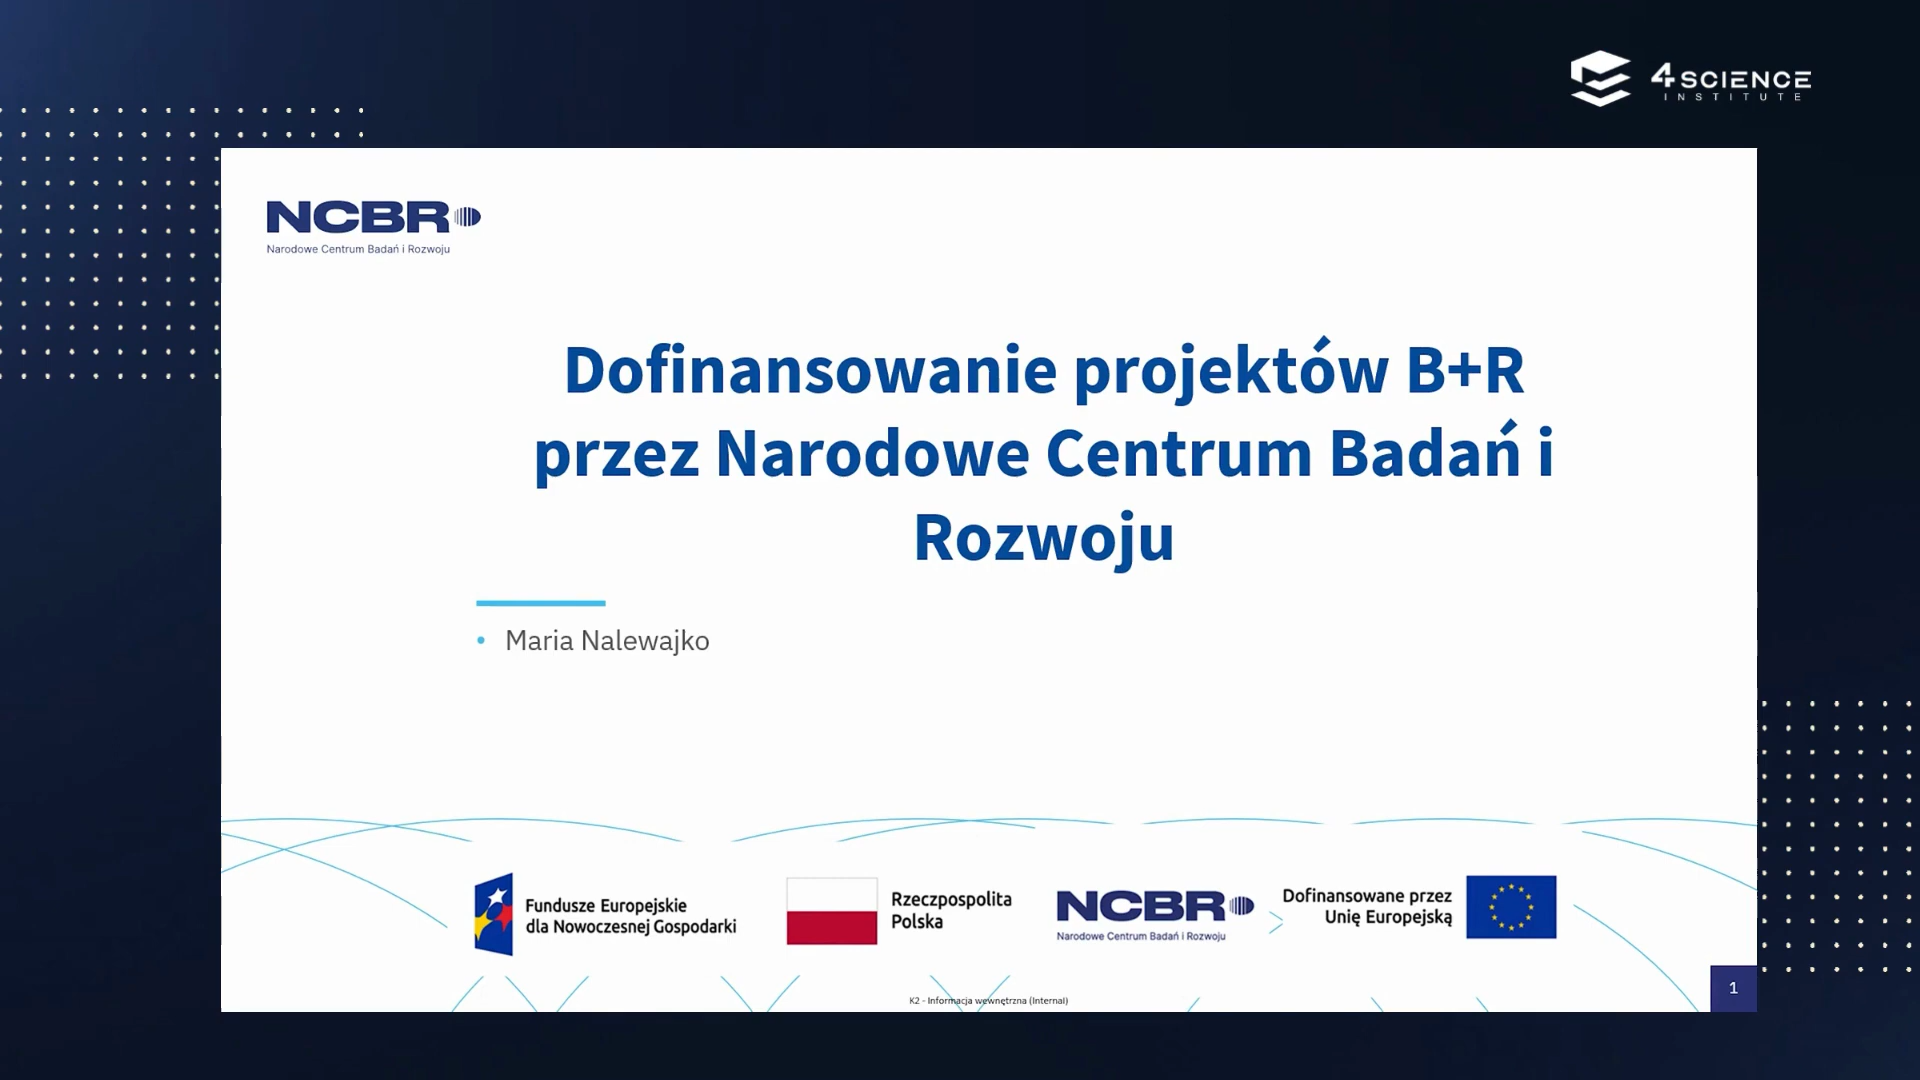 4SCIENCE
INSTITUTE
NCBR
Narodowe Centrum Badań i Rozwoju
Dofinansowanie projektów B+R
przez Narodowe Centrum Badań i
Rozwoju
• Maria Nalewajko
Fundusze Europejskie
dla Nowoczesnej Gospodarki
Rzeczpospolita
Polska
NCBR
Narodowe Centrum Badań i Rozwoju
Dofinansowane przez
Unię Europejską
K2 - Informacja wewnętrzna (Internal)
1